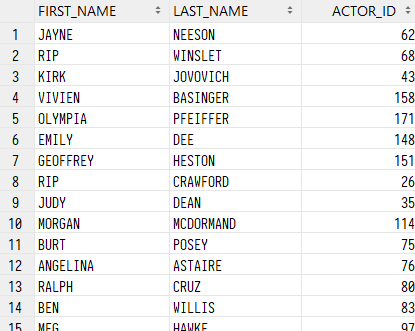 FIRST_NAME LAST_NAME ACTOR_ID
1 JAYNE NEESON 62
2 RIP WINSLET 68
3 KIRK JOVOVICH 43
4 VIVIEN BASINGER 158
5 OLYMPIA PFEIFFER 171
6 EMILY DEE 148
7 GEOFFREY HESTON 151
8 RIP CRAWFORD 26
9 JUDY DEAN 35
10 MORGAN MCDORMAND 114
11 BURT POSEY 75
12 ANGELINA ASTAIRE 76
13 RALPH CRUZ 80
14 BEN WILLIS 83
15 MEG HAWKE 97